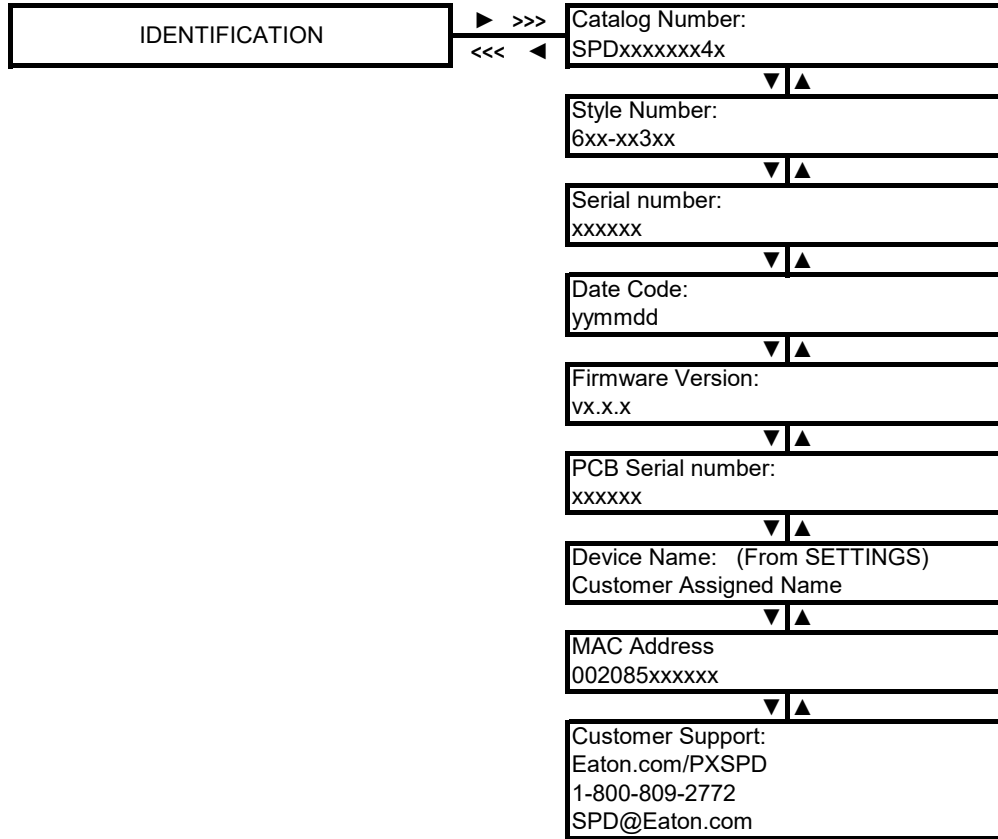 IDENTIFICATION
► >>>
<<< ◄
Catalog Number:
SPDxxxxxxx4x
▼ ▲
Style Number:
6xx-xx3xx
▼ ▲
Serial number:
xxxxxx
▼ ▲
Date Code:
yymmdd
▼ ▲
Firmware Version:
vx.x.x
▼ ▲
PCB Serial number:
xxxxxx
▼ ▲
Device Name: (From SETTINGS)
Customer Assigned Name
▼ ▲
MAC Address
002085xxxxxx
▼ ▲
Customer Support:
Eaton.com/PXSPD
1-800-809-2772
SPD@Eaton.com